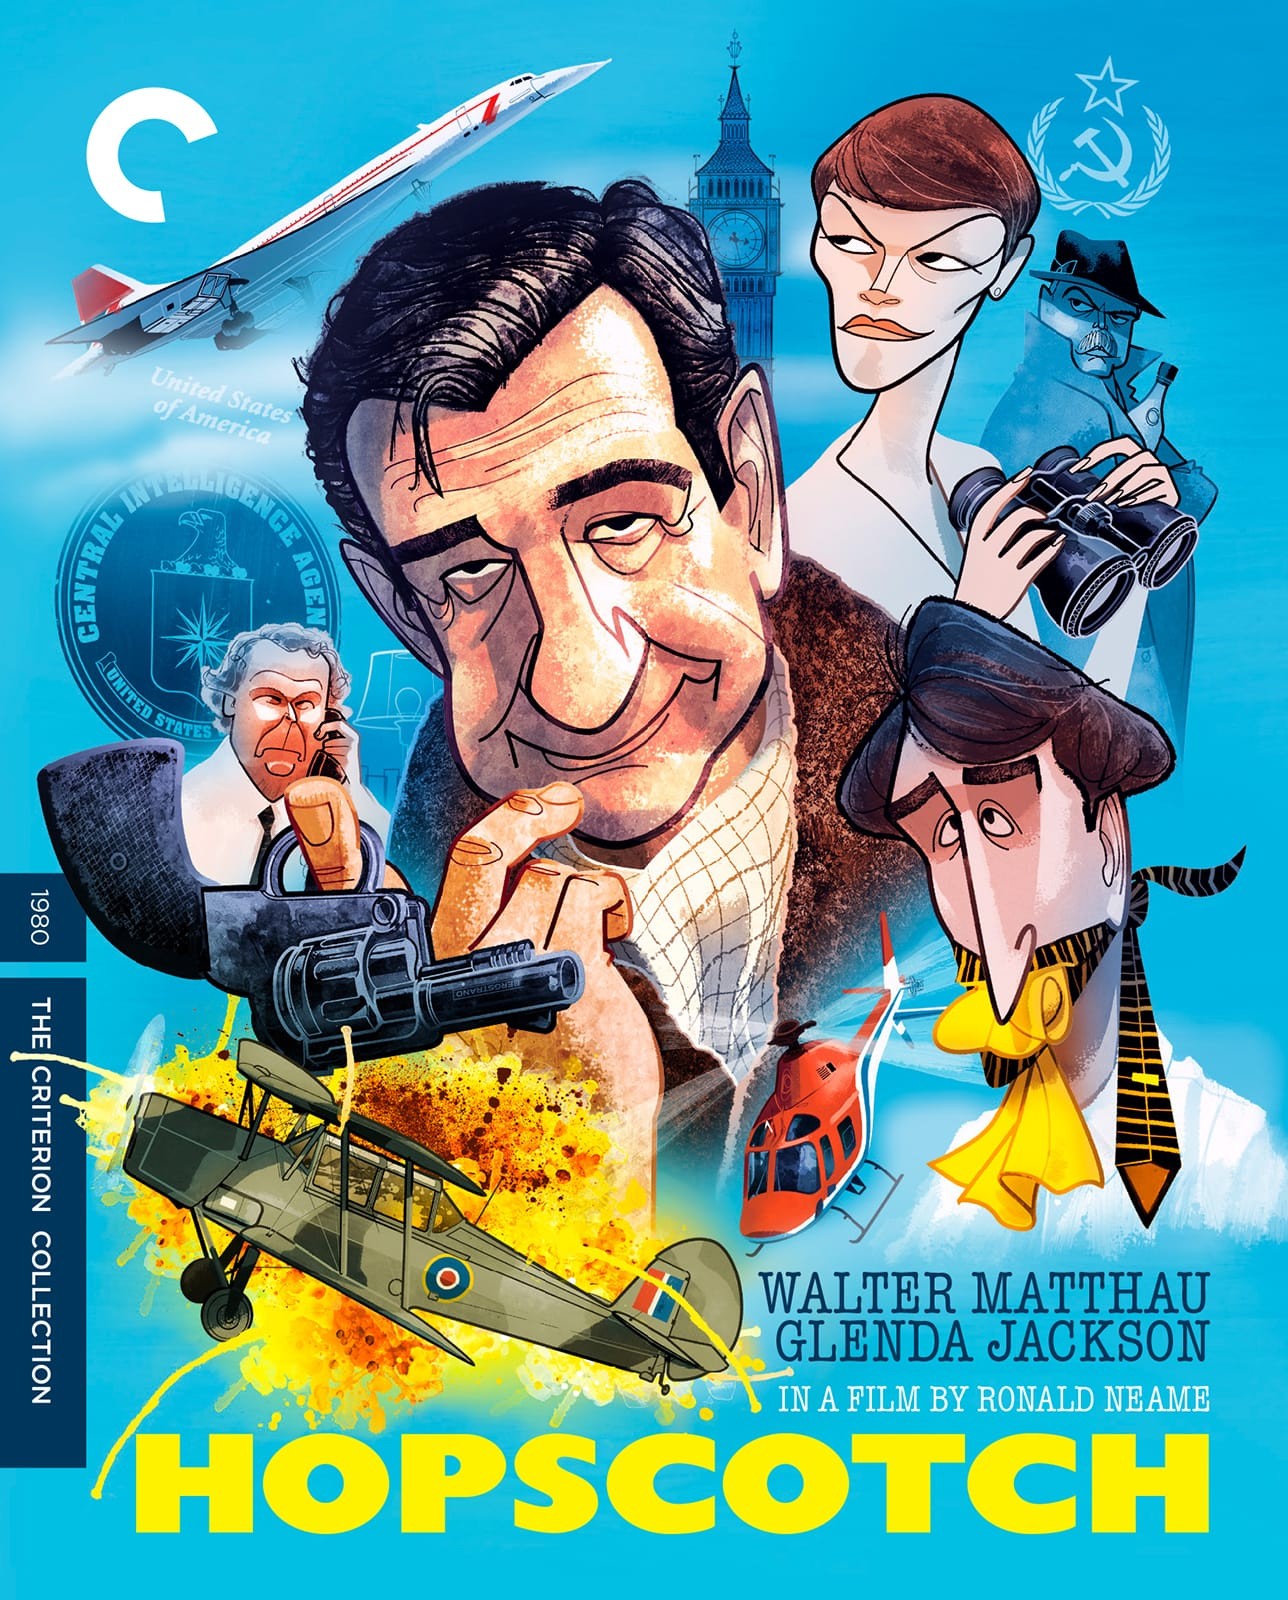 United States
of America
CENTRAL INTELLIGENCE AGEN
UNITED STATES
BERGSTRAND
1980
THE CRITERION COLLECTION
WALTER MATTHAU
GLENDA JACKSON
IN A FILM BY RONALD NEAME
HOPSCOTCH